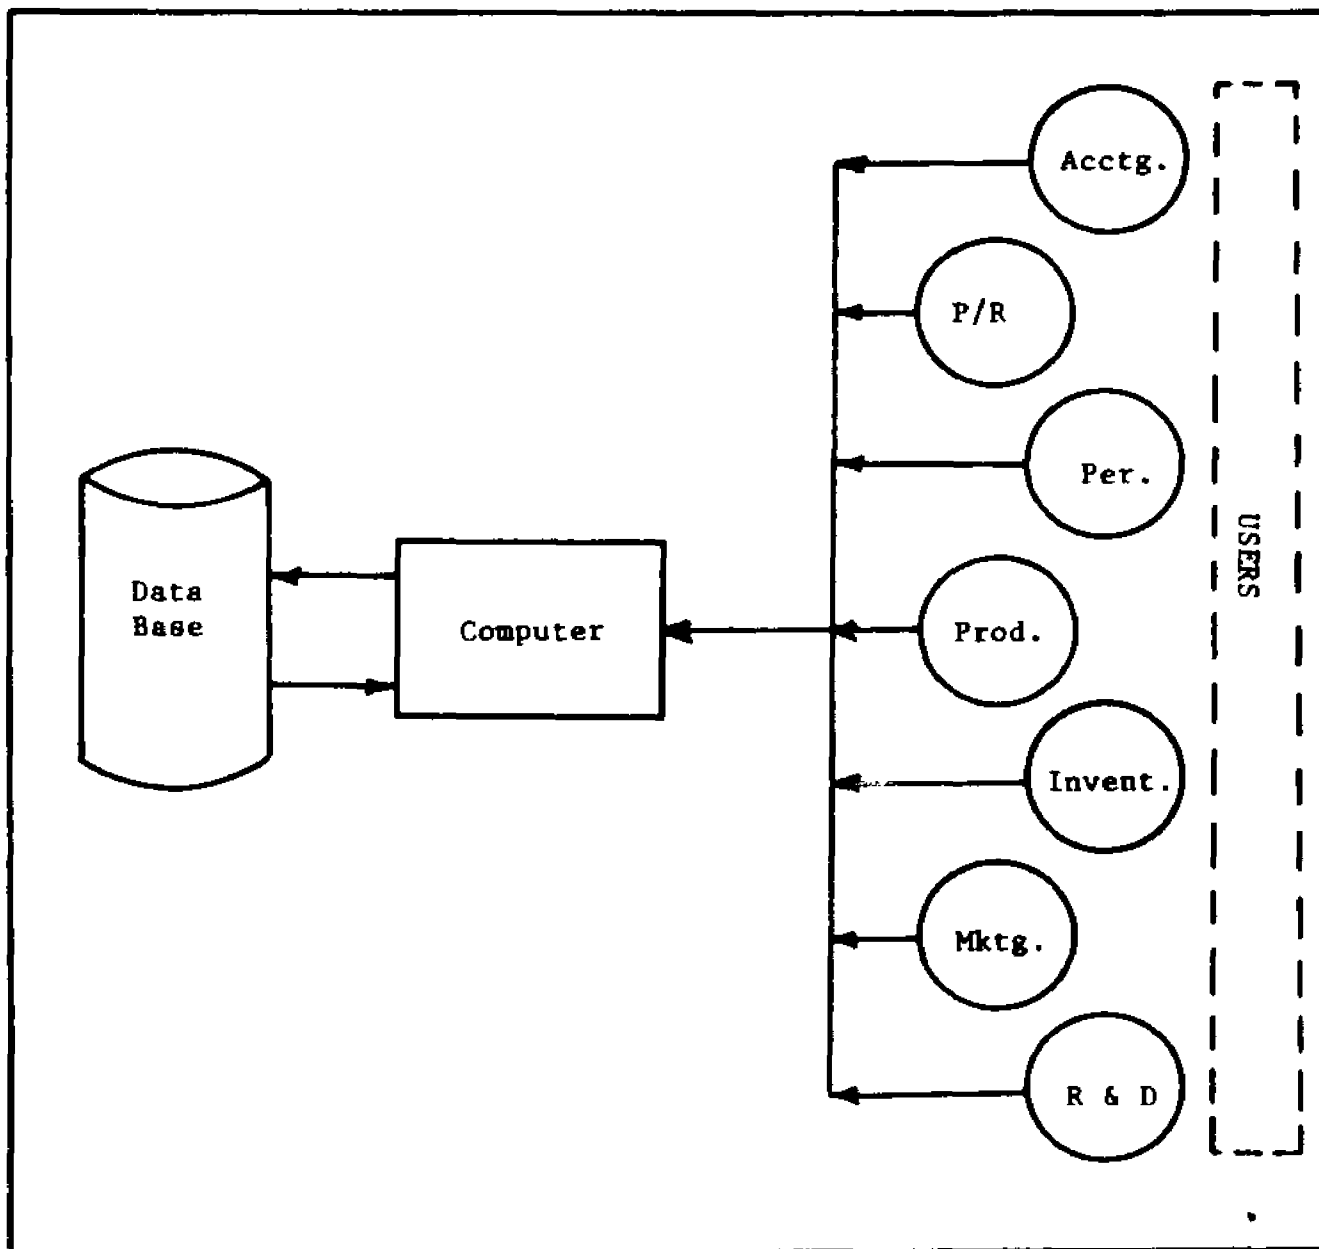 Acctg.
P/R
Per.
USERS
Data
Base
Computer
Prod.
Invent.
Mktg.
R & D